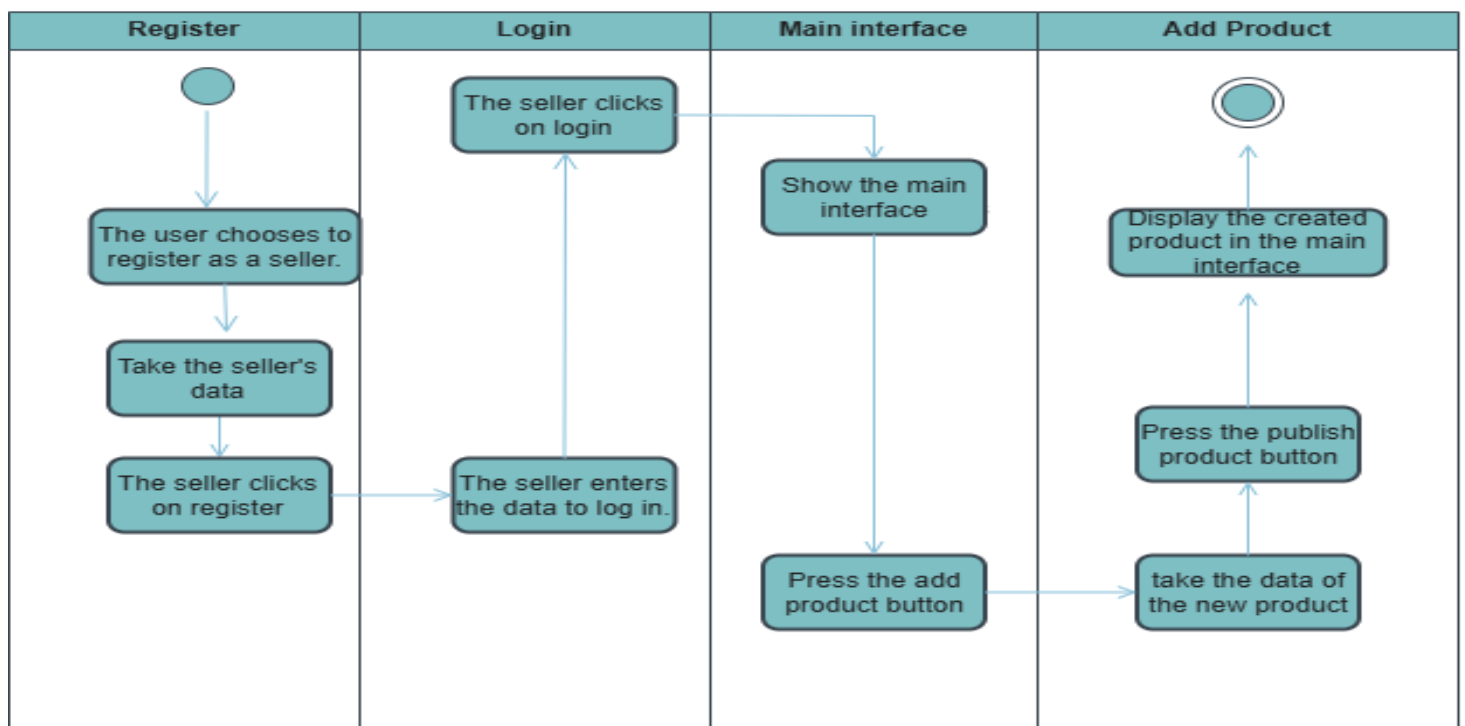 Register
Login
Main interface
Add Product
The user chooses to
register as a seller.
Take the seller's
data
The seller clicks
on register
The seller enters
the data to log in.
The seller clicks
on login
Show the main
interface
Press the add
product button
take the data of
the new product
Press the publish
product button
Display the created
product in the main
interface